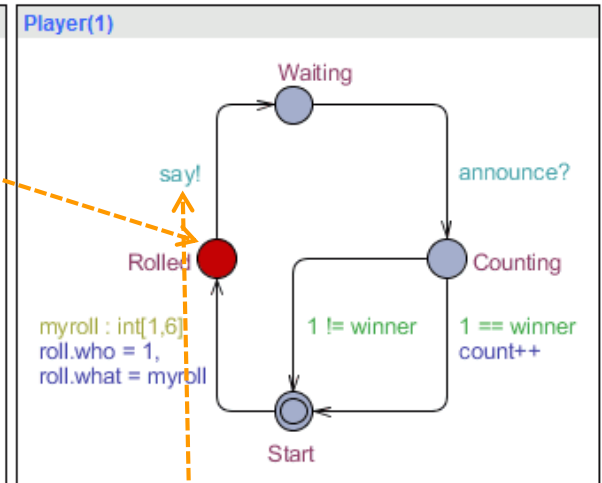 Player(1)
Waiting
say!
announce?
Rolled
Counting
myroll : int[1,6]
roll.who = 1,
roll.what = myroll
1 != winner
1 == winner
count++
Start